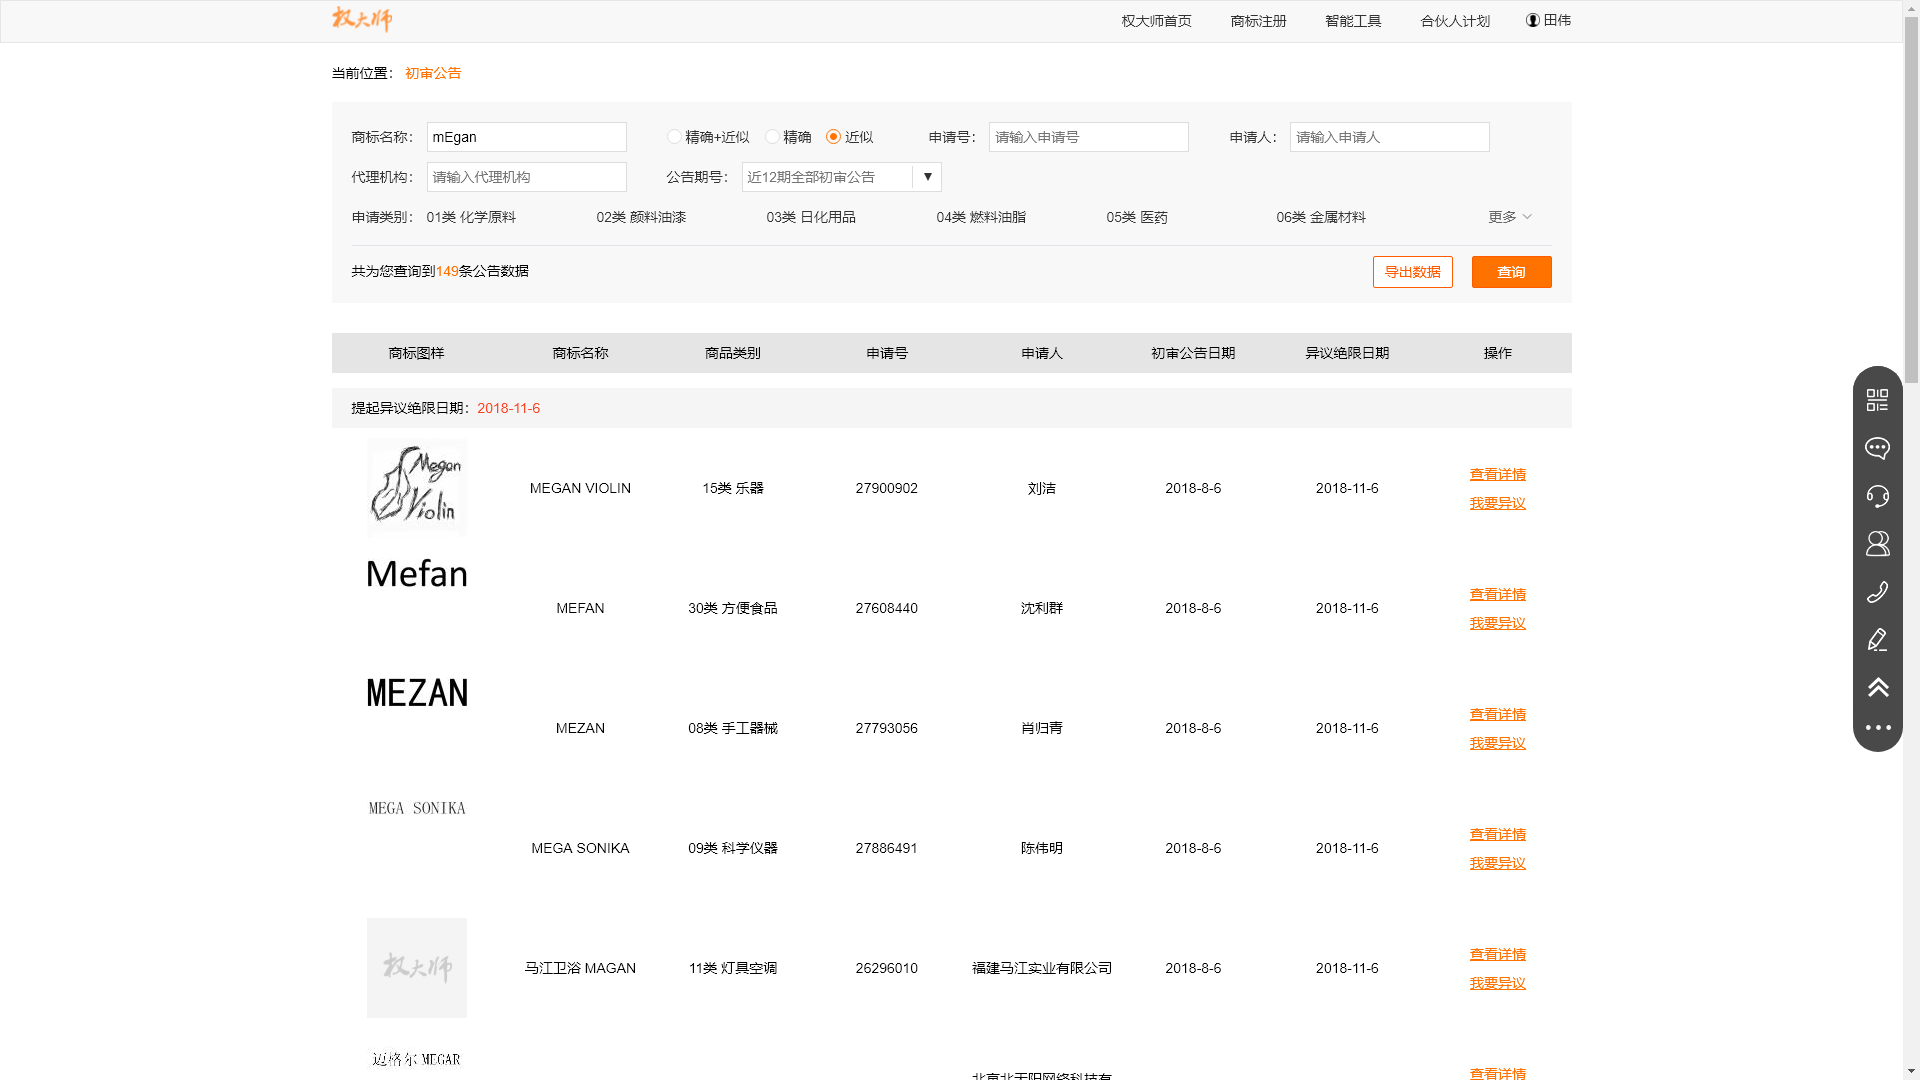 权大师 权大师首页 商标注册 智能工具 合伙人计划 田伟
当前位置： 初审公告
商标名称： mEgan 精确+近似 精确 近似 申请号： 请输入申请号 申请人： 请输入申请人
代理机构： 请输入代理机构 公告期号： 近12期全部初审公告 ▼
申请类别： 01类 化学原料 02类 颜料油漆 03类 日化用品 04类 燃料油脂 05类 医药 06类 金属材料 更多
共为您查询到149条公告数据 导出数据 查询
商标图样 商标名称 商品类别 申请号 申请人 初审公告日期 异议绝限日期 操作
提起异议绝限日期：2018-11-6
Megan Violin
MEGAN VIOLIN 15类 乐器 27900902 刘洁 2018-8-6 2018-11-6 查看详情
我要异议
Mefan
MEFAN 30类 方便食品 27608440 沈利群 2018-8-6 2018-11-6 查看详情
我要异议
MEZAN
MEZAN 08类 手工器械 27793056 肖归青 2018-8-6 2018-11-6 查看详情
我要异议
MEGA SONIKA
MEGA SONIKA 09类 科学仪器 27886491 陈伟明 2018-8-6 2018-11-6 查看详情
我要异议
权大师
马江卫浴 MAGAN 11类 灯具空调 26296010 福建马江实业有限公司 2018-8-6 2018-11-6 查看详情
我要异议
迈格尔 MEGAR
查看详情